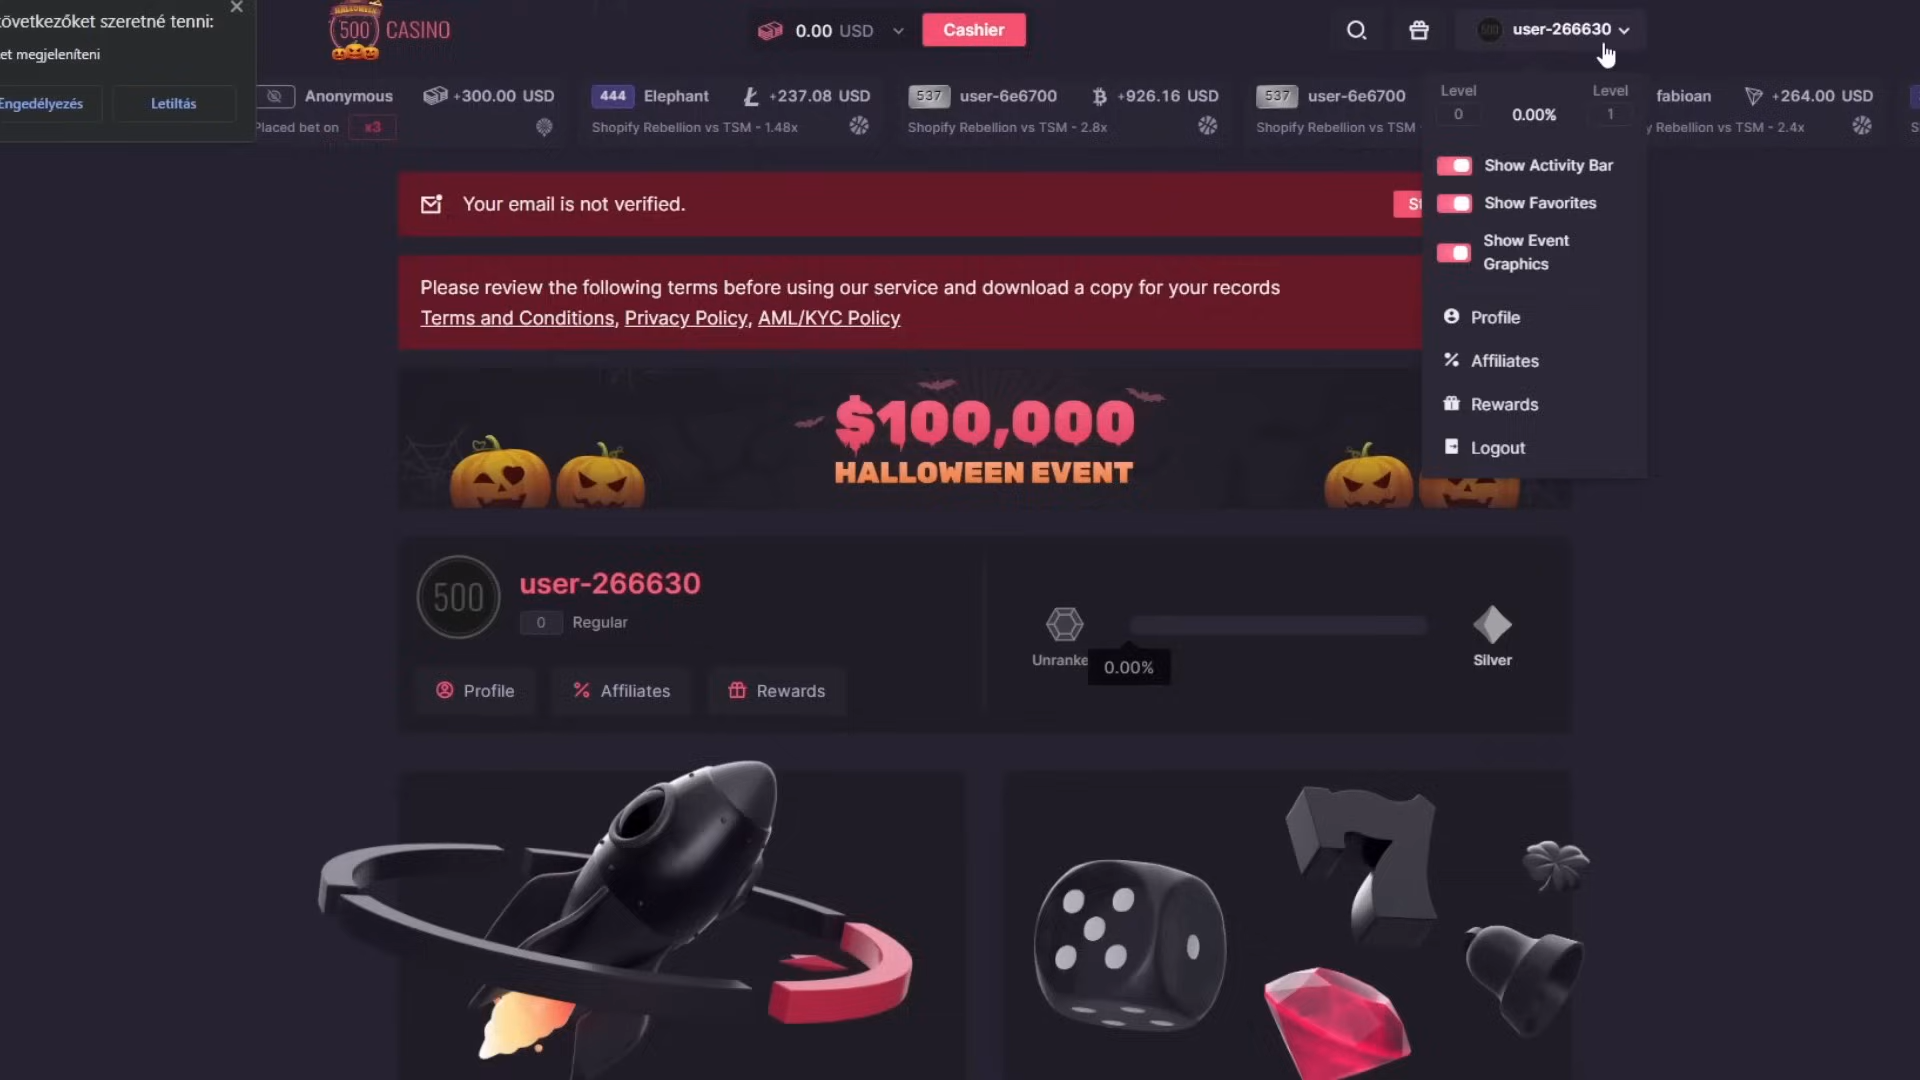 övetkezőket szeretné tenni:
et megjeleníteni
Engedélyezés
Letiltás
HALLOWEEN
500 CASINO
0.00 USD
Cashier
user-266630
Anonymous +300.00 USD
Placed bet on x3
444 Elephant +237.08 USD
Shopify Rebellion vs TSM - 1.48x
537 user-6e6700 +926.16 USD
Shopify Rebellion vs TSM - 2.8x
537 user-6e6700
Shopify Rebellion vs TSM
fabioan +264.00 USD
y Rebellion vs TSM - 2.4x
Level
0
0.00%
Level
1
Show Activity Bar
Show Favorites
Show Event
Graphics
Profile
Affiliates
Rewards
Logout
Your email is not verified.
Please review the following terms before using our service and download a copy for your records
Terms and Conditions, Privacy Policy, AML/KYC Policy
$100,000
HALLOWEEN EVENT
500
user-266630
0 Regular
Profile
Affiliates
Rewards
Unranke
0.00%
Silver
7